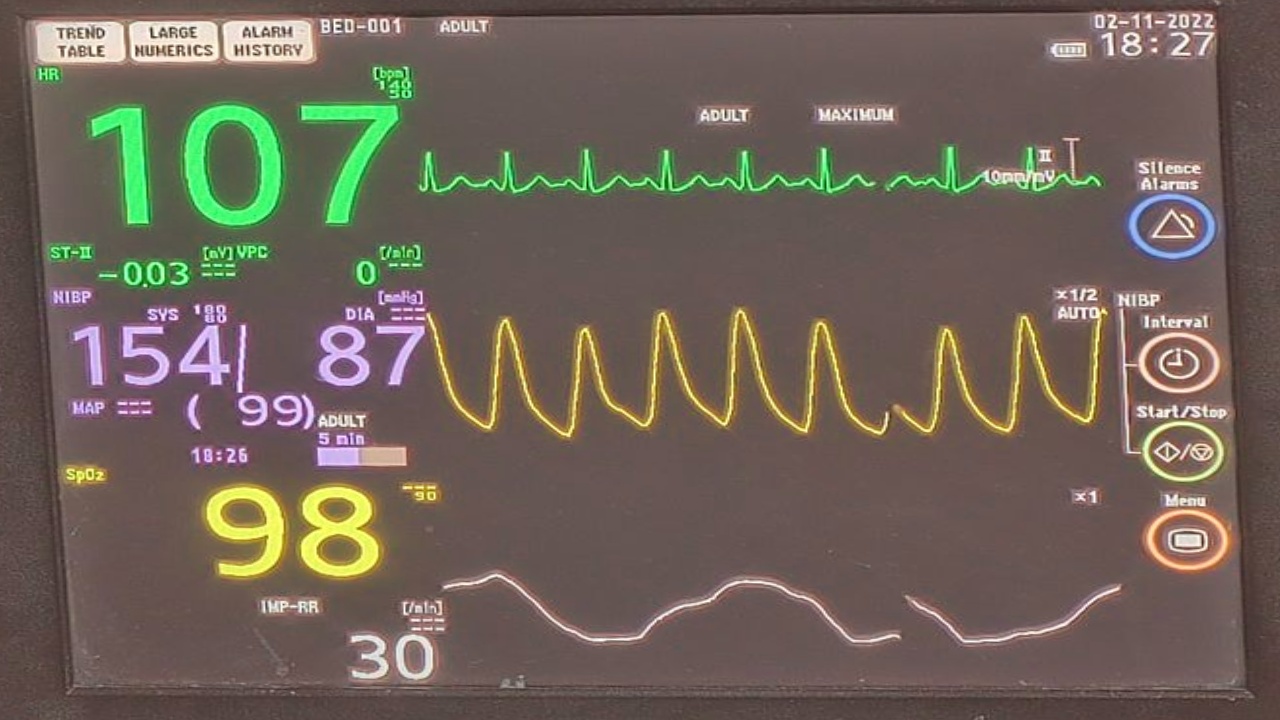 TREND TABLE
LARGE NUMERICS
ALARM HISTORY
BED-001 ADULT
02-11-2022
18:27
HR [bpm]
140
50
107
ADULT MAXIMUM
II
10mm/mV
Silence Alarms
ST-II [mV] VPC [/min]
-0.03 --- 0 ---
NIBP [mmHg]
SYS 180
80
DIA ---
154/ 87
MAP --- ( 99)
ADULT
5 min
18:26
×1/2
AUTO
NIBP
Interval
Start/Stop
SpO2
---
90
98
×1
Menu
IMP-RR [/min]
---
30